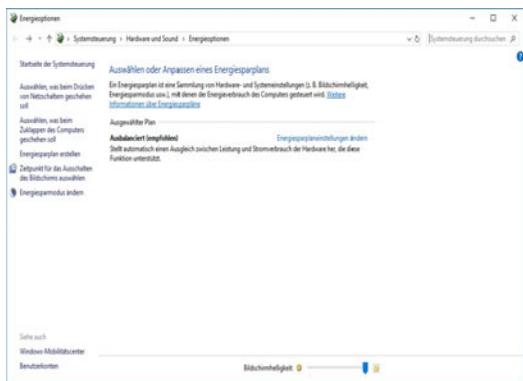 Energieoptionen
Systemsteuerung > Hardware und Sound > Energieoptionen
Systemsteuerung durchsuchen
Startseite der Systemsteuerung
Auswählen, was beim Drücken
von Netzschaltern geschehen
soll
Auswählen, was beim
Zuklappen des Computers
geschehen soll
Energiesparplan erstellen
Zeitpunkt für das Ausschalten
des Bildschirms auswählen
Energiesparmodus ändern
Auswählen oder Anpassen eines Energiesparplans
Ein Energiesparplan ist eine Sammlung von Hardware- und Systemeinstellungen (z. B. Bildschirmhelligkeit,
Energiesparmodus usw.), mit denen der Energieverbrauch des Computers gesteuert wird. Weitere
Informationen über Energiesparpläne
Ausgewählter Plan
Ausbalanciert (empfohlen)
Energiesparplaneinstellungen ändern
Stellt automatisch einen Ausgleich zwischen Leistung und Stromverbrauch der Hardware her, die diese
Funktion unterstützt.
Siehe auch
Windows-Mobilitätscenter
Benutzerkonten
Bildschirmhelligkeit: